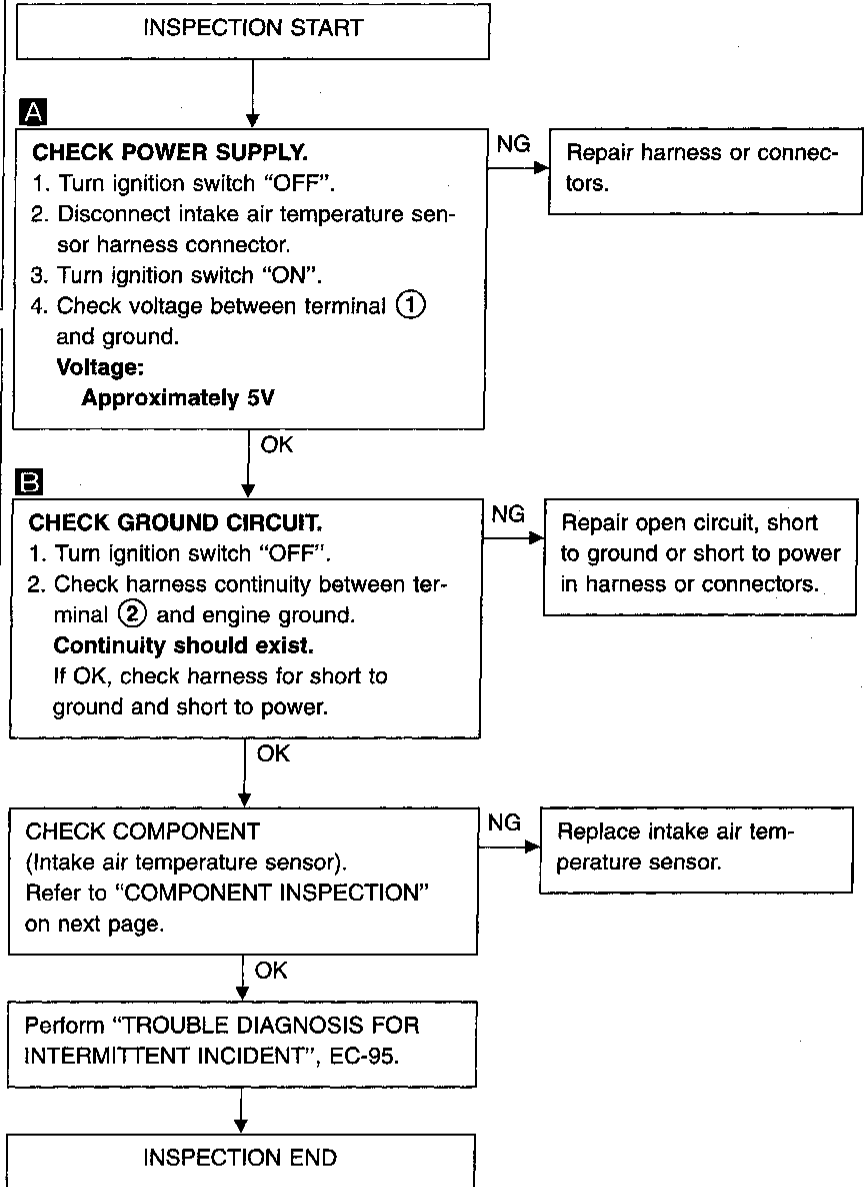 INSPECTION START
A
CHECK POWER SUPPLY.
1. Turn ignition switch “OFF”.
2. Disconnect intake air temperature sen-
sor harness connector.
3. Turn ignition switch “ON”.
4. Check voltage between terminal ①
and ground.
Voltage:
Approximately 5V
NG
Repair harness or connec-
tors.
OK
B
CHECK GROUND CIRCUIT.
1. Turn ignition switch “OFF”.
2. Check harness continuity between ter-
minal ② and engine ground.
Continuity should exist.
If OK, check harness for short to
ground and short to power.
NG
Repair open circuit, short
to ground or short to power
in harness or connectors.
OK
CHECK COMPONENT
(Intake air temperature sensor).
Refer to “COMPONENT INSPECTION”
on next page.
NG
Replace intake air tem-
perature sensor.
OK
Perform “TROUBLE DIAGNOSIS FOR
INTERMITTENT INCIDENT”, EC-95.
INSPECTION END